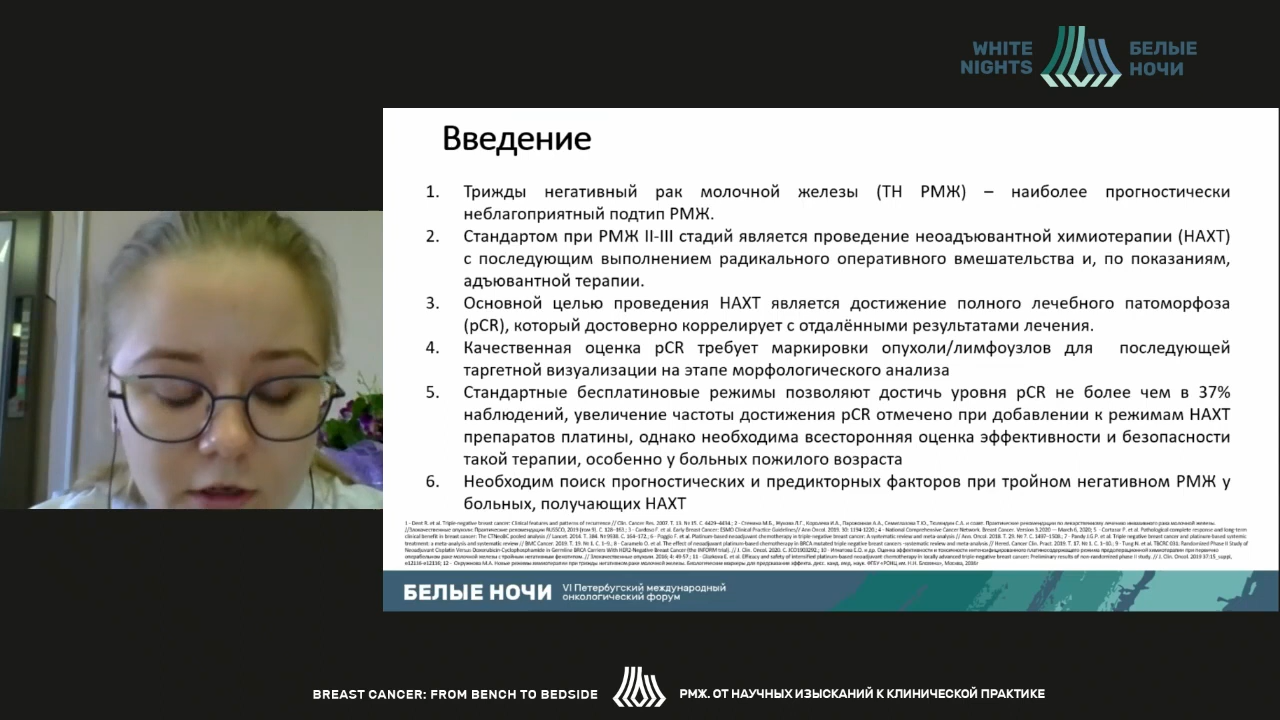 WHITE
NIGHTS
БЕЛЫЕ
НОЧИ
Введение
1. Трижды негативный рак молочной железы (ТН РМЖ) – наиболее прогностически
неблагоприятный подтип РМЖ.
2. Стандартом при РМЖ II-III стадий является проведение неоадъювантной химиотерапии (НАХТ)
с последующим выполнением радикального оперативного вмешательства и, по показаниям,
адъювантной терапии.
3. Основной целью проведения НАХТ является достижение полного лечебного патоморфоза
(pCR), который достоверно коррелирует с отдалёнными результатами лечения.
4. Качественная оценка pCR требует маркировки опухоли/лимфоузлов для последующей
таргетной визуализации на этапе морфологического анализа
5. Стандартные бесплатиновые режимы позволяют достичь уровня pCR не более чем в 37%
наблюдений, увеличение частоты достижения pCR отмечено при добавлении к режимам НАХТ
препаратов платины, однако необходима всесторонняя оценка эффективности и безопасности
такой терапии, особенно у больных пожилого возраста
6. Необходим поиск прогностических и предикторных факторов при тройном негативном РМЖ у
больных, получающих НАХТ
БЕЛЫЕ НОЧИ
VI Петербургский международный
онкологический форум
BREAST CANCER: FROM BENCH TO BEDSIDE
РМЖ. ОТ НАУЧНЫХ ИЗЫСКАНИЙ К КЛИНИЧЕСКОЙ ПРАКТИКЕ